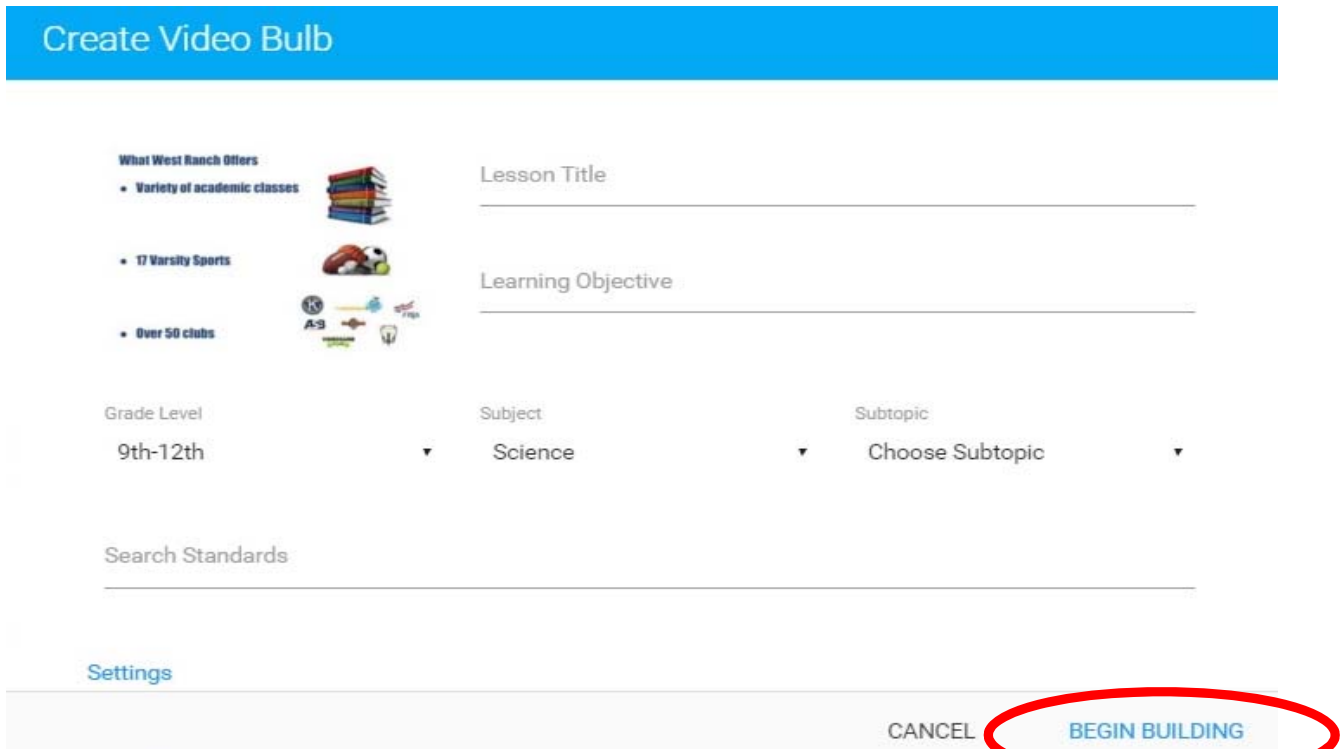 Create Video Bulb
What West Ranch Offers
• Variety of academic classes
• 17 Varsity Sports
• Over 50 clubs
K
A-9
Lesson Title
Learning Objective
Grade Level
9th-12th
Subject
Science
Subtopic
Choose Subtopic
Search Standards
Settings
CANCEL
BEGIN BUILDING